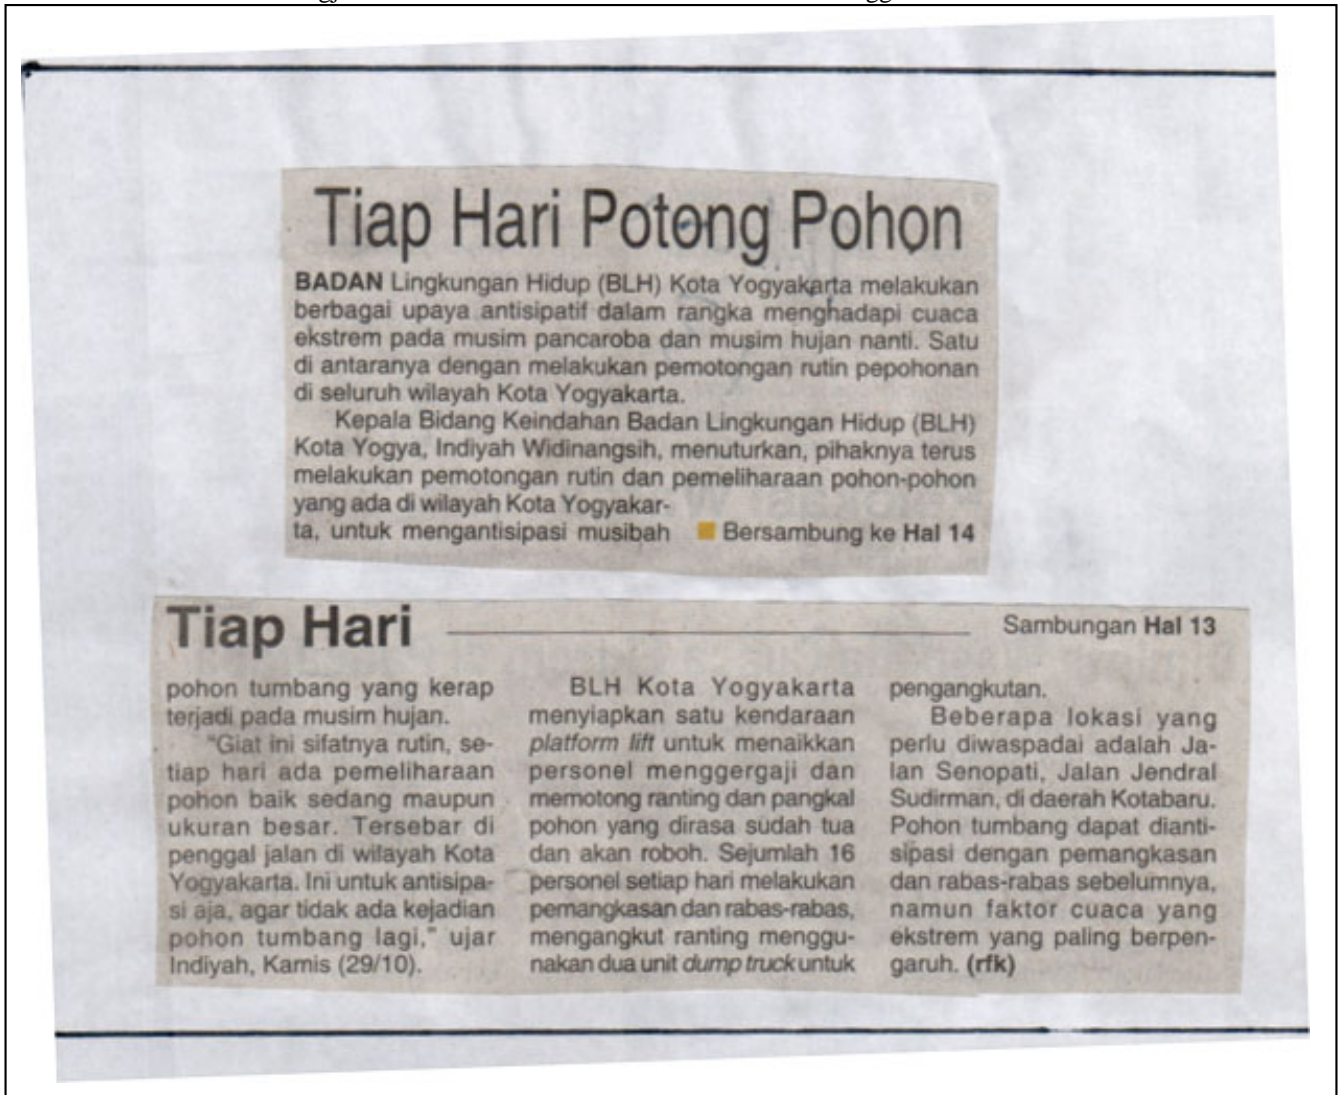 Tiap Hari Potong Pohon
BADAN Lingkungan Hidup (BLH) Kota Yogyakarta melakukan
berbagai upaya antisipatif dalam rangka menghadapi cuaca
ekstrem pada musim pancaroba dan musim hujan nanti. Satu
di antaranya dengan melakukan pemotongan rutin pepohonan
di seluruh wilayah Kota Yogyakarta.
Kepala Bidang Keindahan Badan Lingkungan Hidup (BLH)
Kota Yogya, Indiyah Widinangsih, menuturkan, pihaknya terus
melakukan pemotongan rutin dan pemeliharaan pohon-pohon
yang ada di wilayah Kota Yogyakar-
ta, untuk mengantisipasi musibah
Bersambung ke Hal 14
Tiap Hari
Sambungan Hal 13
pohon tumbang yang kerap
terjadi pada musim hujan.
"Giat ini sifatnya rutin, se-
tiap hari ada pemeliharaan
pohon baik sedang maupun
ukuran besar. Tersebar di
penggal jalan di wilayah Kota
Yogyakarta. Ini untuk antisipa-
si aja, agar tidak ada kejadian
pohon tumbang lagi," ujar
Indiyah, Kamis (29/10).
BLH Kota Yogyakarta
menyiapkan satu kendaraan
platform lift untuk menaikkan
personel menggergaji dan
memotong ranting dan pangkal
pohon yang dirasa sudah tua
dan akan roboh. Sejumlah 16
personel setiap hari melakukan
pemangkasan dan rabas-rabas,
mengangkut ranting menggu-
nakan dua unit dump truck untuk
pengangkutan.
Beberapa lokasi yang
perlu diwaspadai adalah Ja-
lan Senopati, Jalan Jendral
Sudirman, di daerah Kotabaru.
Pohon tumbang dapat dianti-
sipasi dengan pemangkasan
dan rabas-rabas sebelumnya,
namun faktor cuaca yang
ekstrem yang paling berpen-
garuh. (rfk)